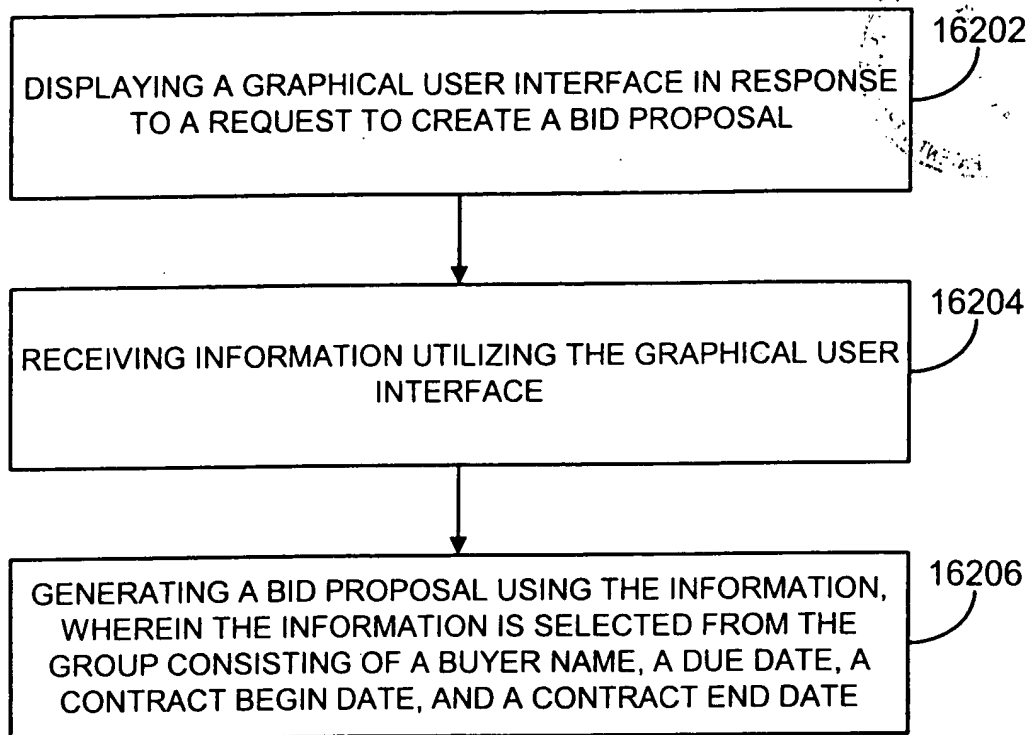 16202
DISPLAYING A GRAPHICAL USER INTERFACE IN RESPONSE
TO A REQUEST TO CREATE A BID PROPOSAL
16204
RECEIVING INFORMATION UTILIZING THE GRAPHICAL USER
INTERFACE
16206
GENERATING A BID PROPOSAL USING THE INFORMATION,
WHEREIN THE INFORMATION IS SELECTED FROM THE
GROUP CONSISTING OF A BUYER NAME, A DUE DATE, A
CONTRACT BEGIN DATE, AND A CONTRACT END DATE